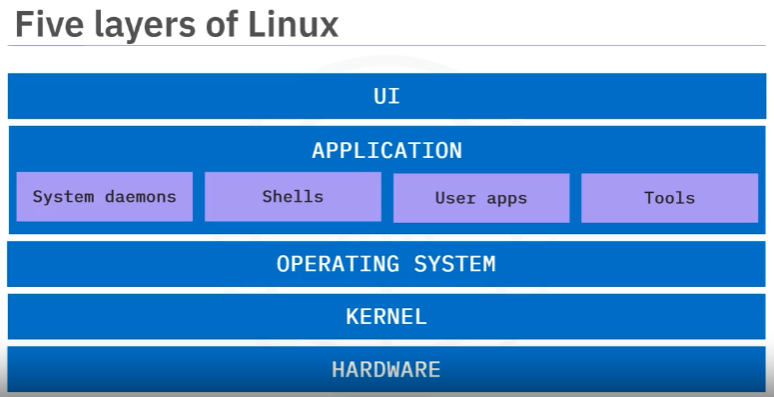 Five layers of Linux
UI
APPLICATION
System daemons
Shells
User apps
Tools
OPERATING SYSTEM
KERNEL
HARDWARE